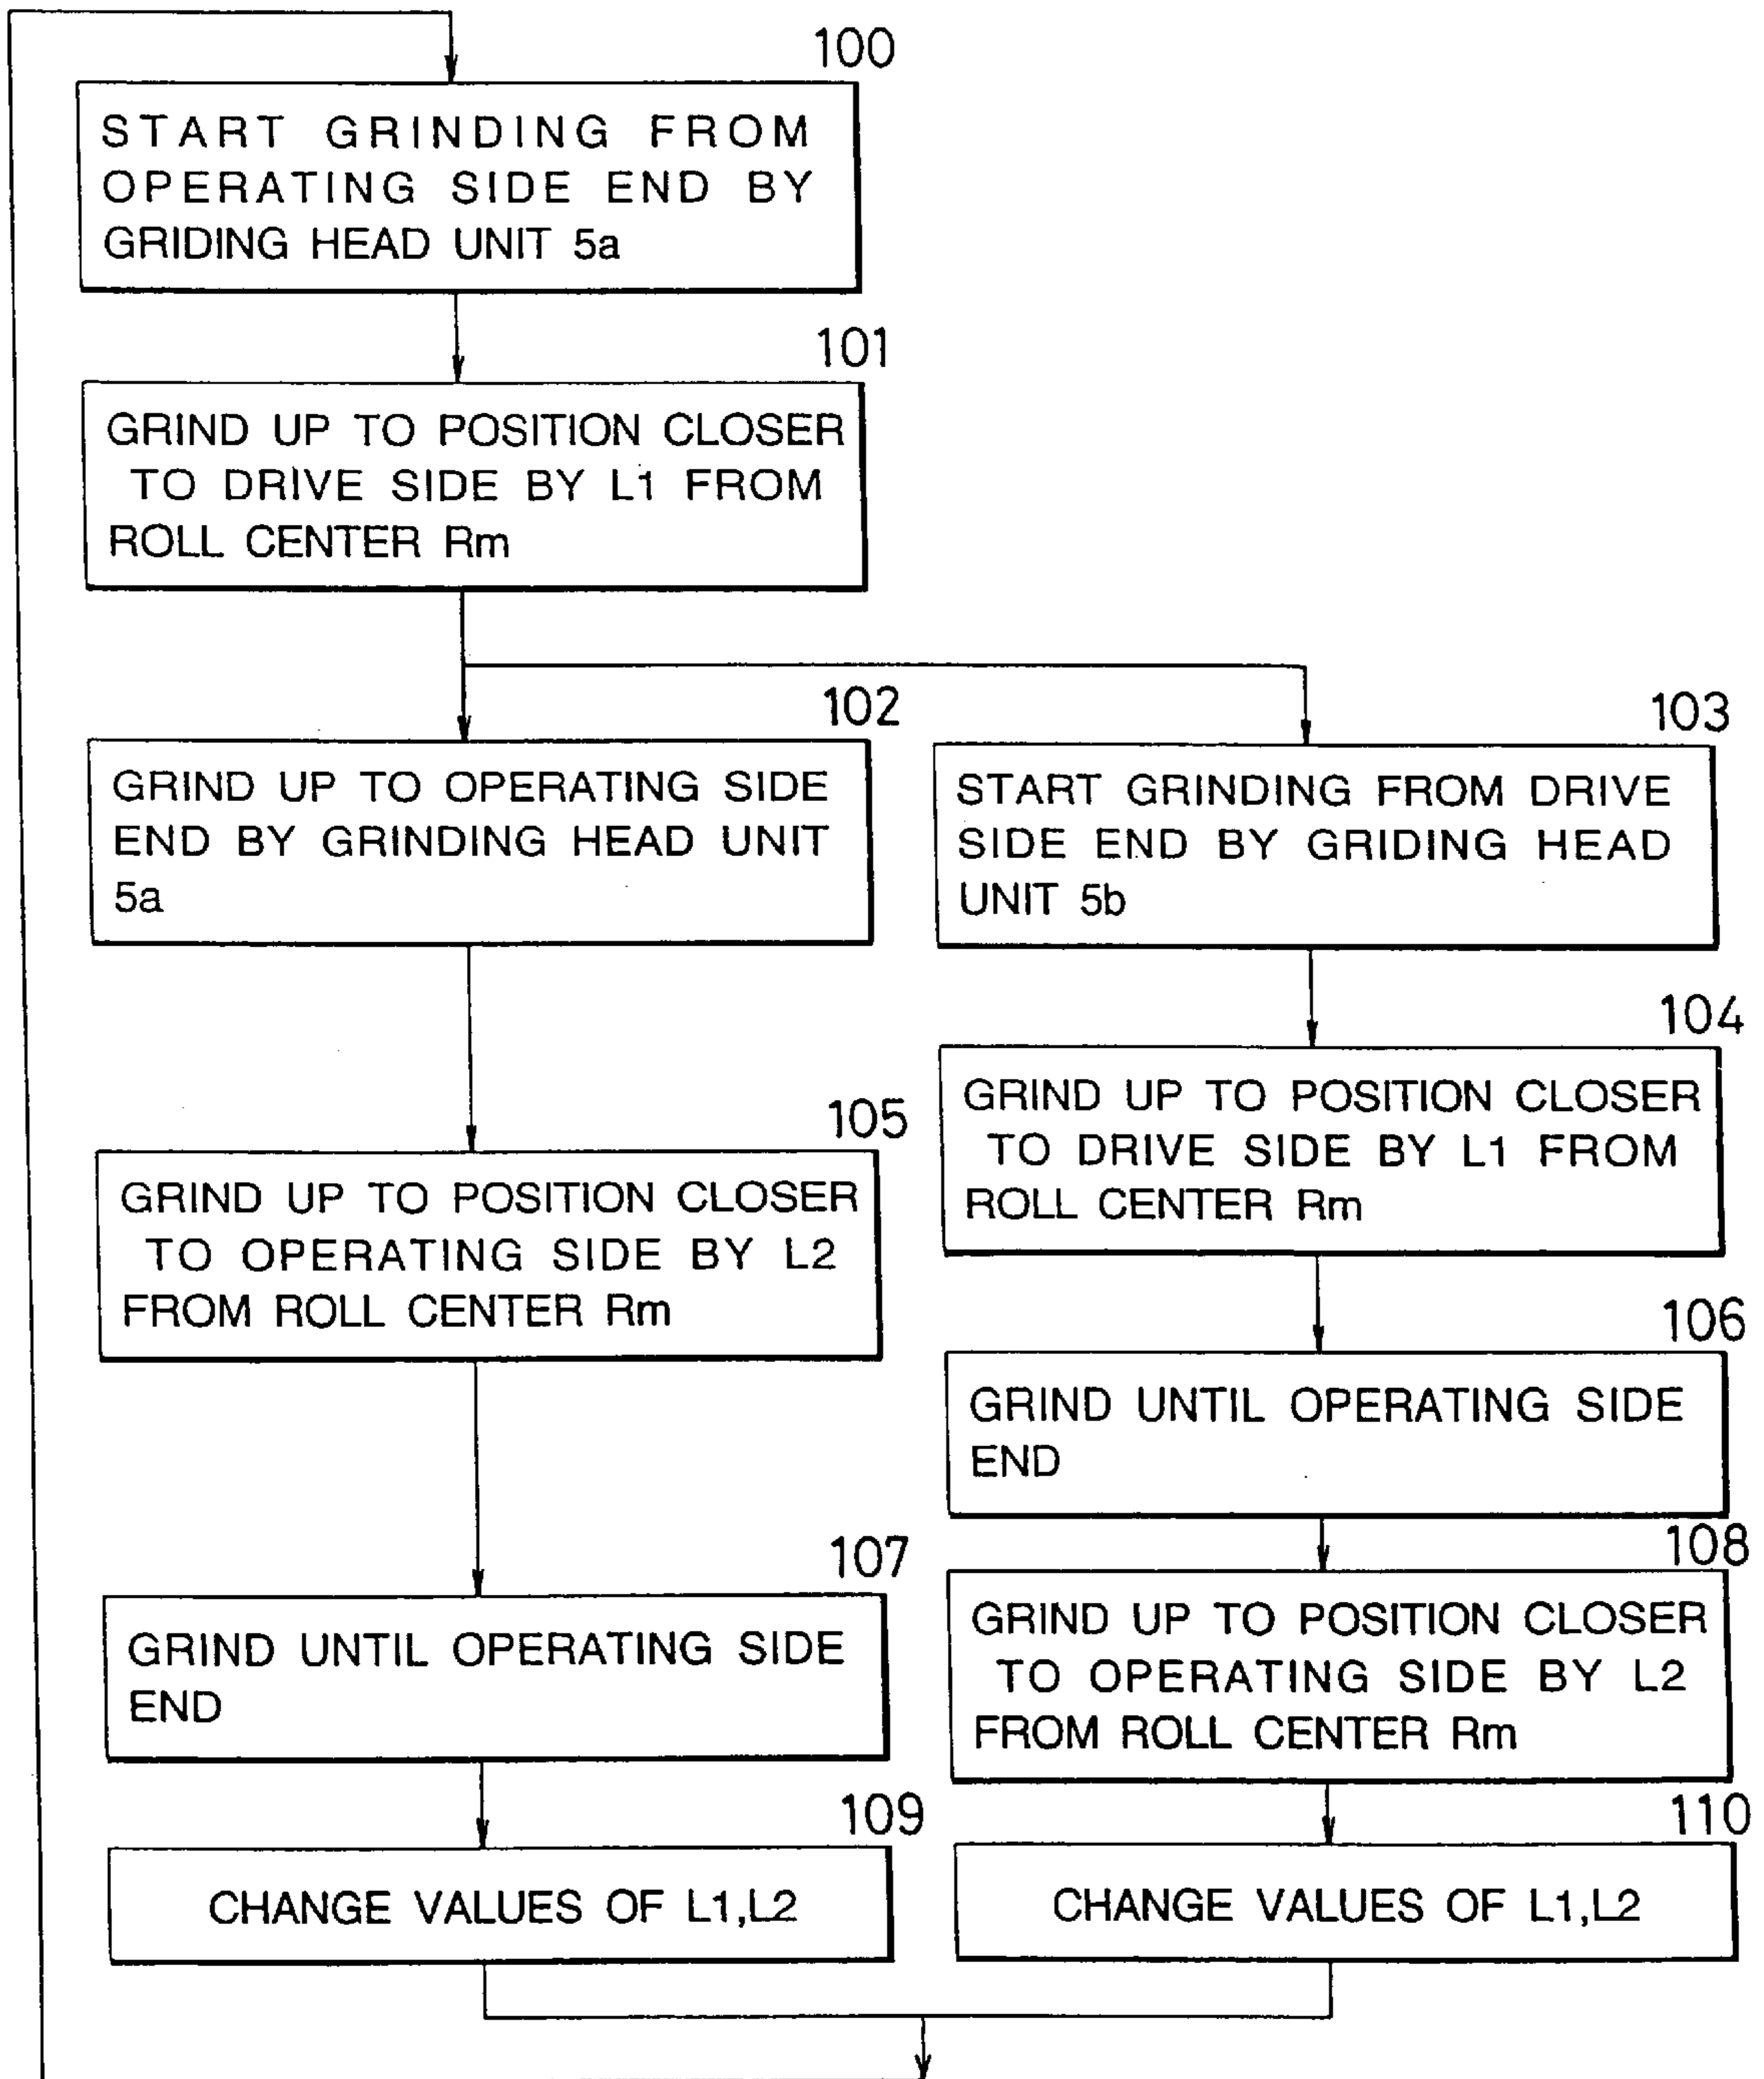 100
START GRINDING FROM
OPERATING SIDE END BY
GRIDING HEAD UNIT 5a
101
GRIND UP TO POSITION CLOSER
TO DRIVE SIDE BY L1 FROM
ROLL CENTER Rm
102
GRIND UP TO OPERATING SIDE
END BY GRINDING HEAD UNIT
5a
103
START GRINDING FROM DRIVE
SIDE END BY GRIDING HEAD
UNIT 5b
104
GRIND UP TO POSITION CLOSER
TO DRIVE SIDE BY L1 FROM
ROLL CENTER Rm
105
GRIND UP TO POSITION CLOSER
TO OPERATING SIDE BY L2
FROM ROLL CENTER Rm
106
GRIND UNTIL OPERATING SIDE
END
107
GRIND UNTIL OPERATING SIDE
END
108
GRIND UP TO POSITION CLOSER
TO OPERATING SIDE BY L2
FROM ROLL CENTER Rm
109
CHANGE VALUES OF L1,L2
110
CHANGE VALUES OF L1,L2